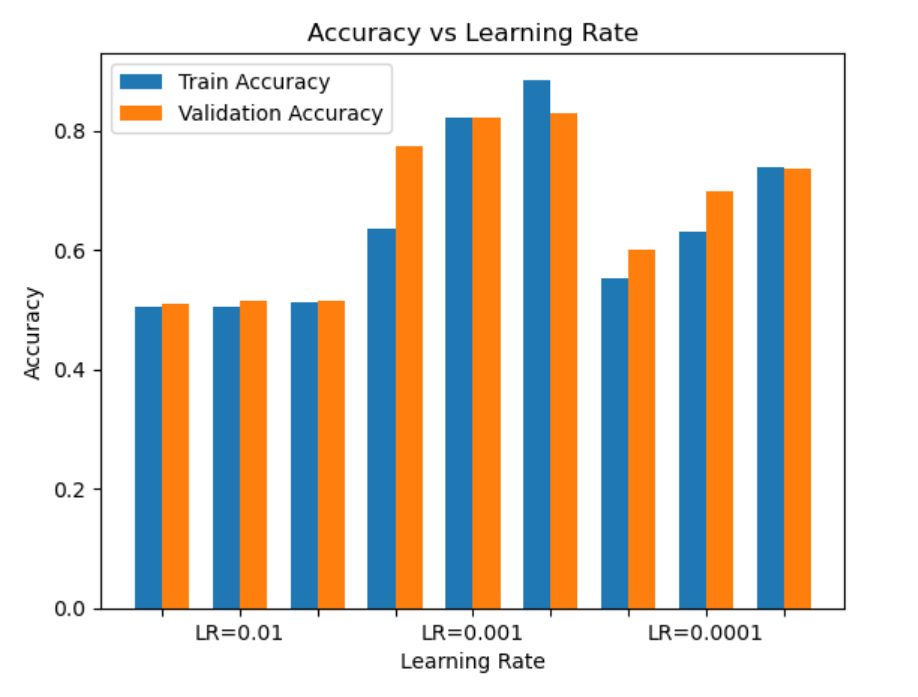 Accuracy vs Learning Rate
Train Accuracy
Validation Accuracy
0.8
0.6
0.4
0.2
0.0
Accuracy
LR=0.01 LR=0.001 LR=0.0001
Learning Rate